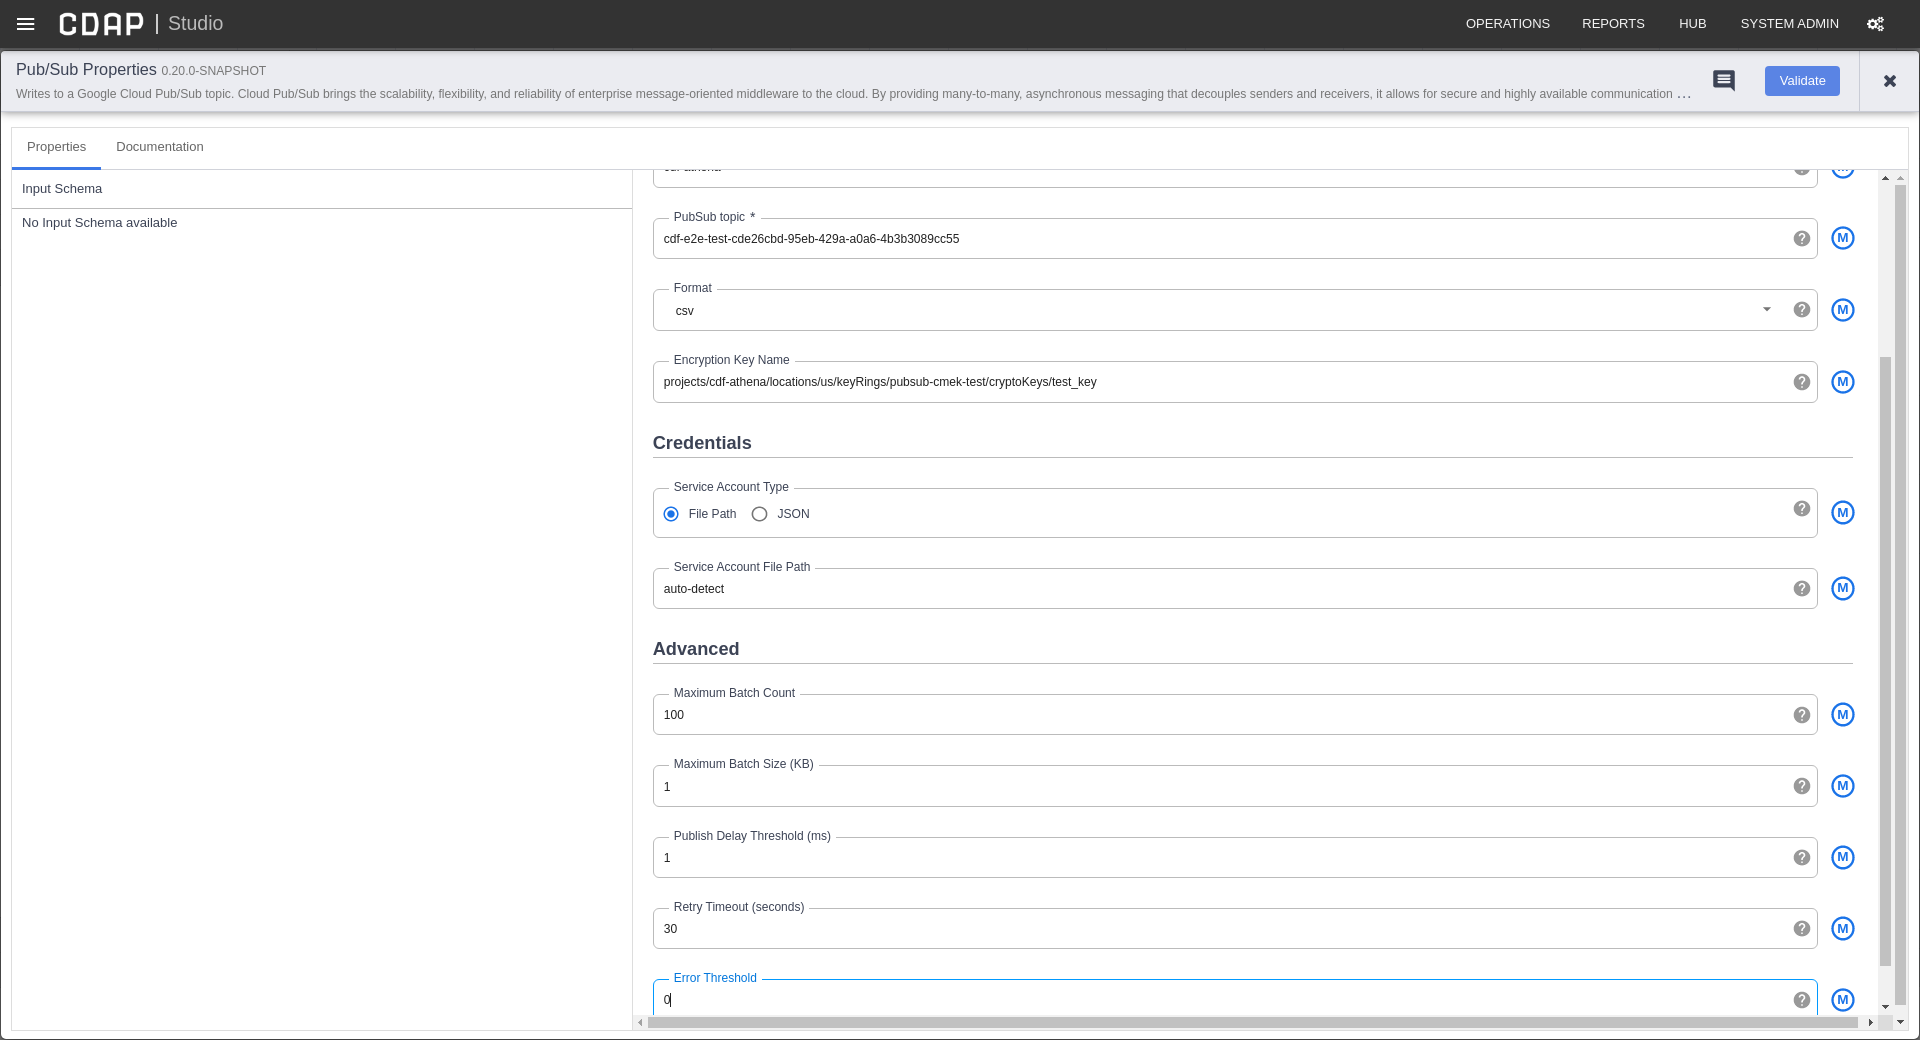 CDAP | Studio
OPERATIONS REPORTS HUB SYSTEM ADMIN
Pub/Sub Properties 0.20.0-SNAPSHOT
Writes to a Google Cloud Pub/Sub topic. Cloud Pub/Sub brings the scalability, flexibility, and reliability of enterprise message-oriented middleware to the cloud. By providing many-to-many, asynchronous messaging that decouples senders and receivers, it allows for secure and highly available communication ...
Validate
Properties Documentation
Input Schema
No Input Schema available
PubSub topic *
cdf-e2e-test-cde26cbd-95eb-429a-a0a6-4b3b3089cc55
M
Format
csv
M
Encryption Key Name
projects/cdf-athena/locations/us/keyRings/pubsub-cmek-test/cryptoKeys/test_key
M
Credentials
Service Account Type
File Path JSON
M
Service Account File Path
auto-detect
M
Advanced
Maximum Batch Count
100
M
Maximum Batch Size (KB)
1
M
Publish Delay Threshold (ms)
1
M
Retry Timeout (seconds)
30
M
Error Threshold
0
M